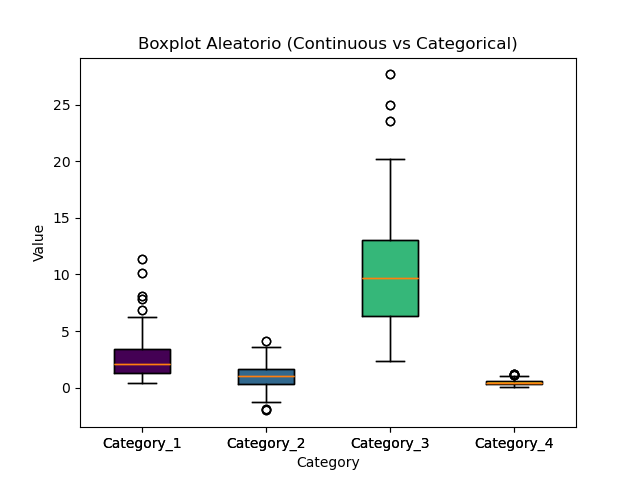 Boxplot Aleatorio (Continuous vs Categorical)
Value
25
20
15
10
5
0
Category_1 Category_2 Category_3 Category_4
Category